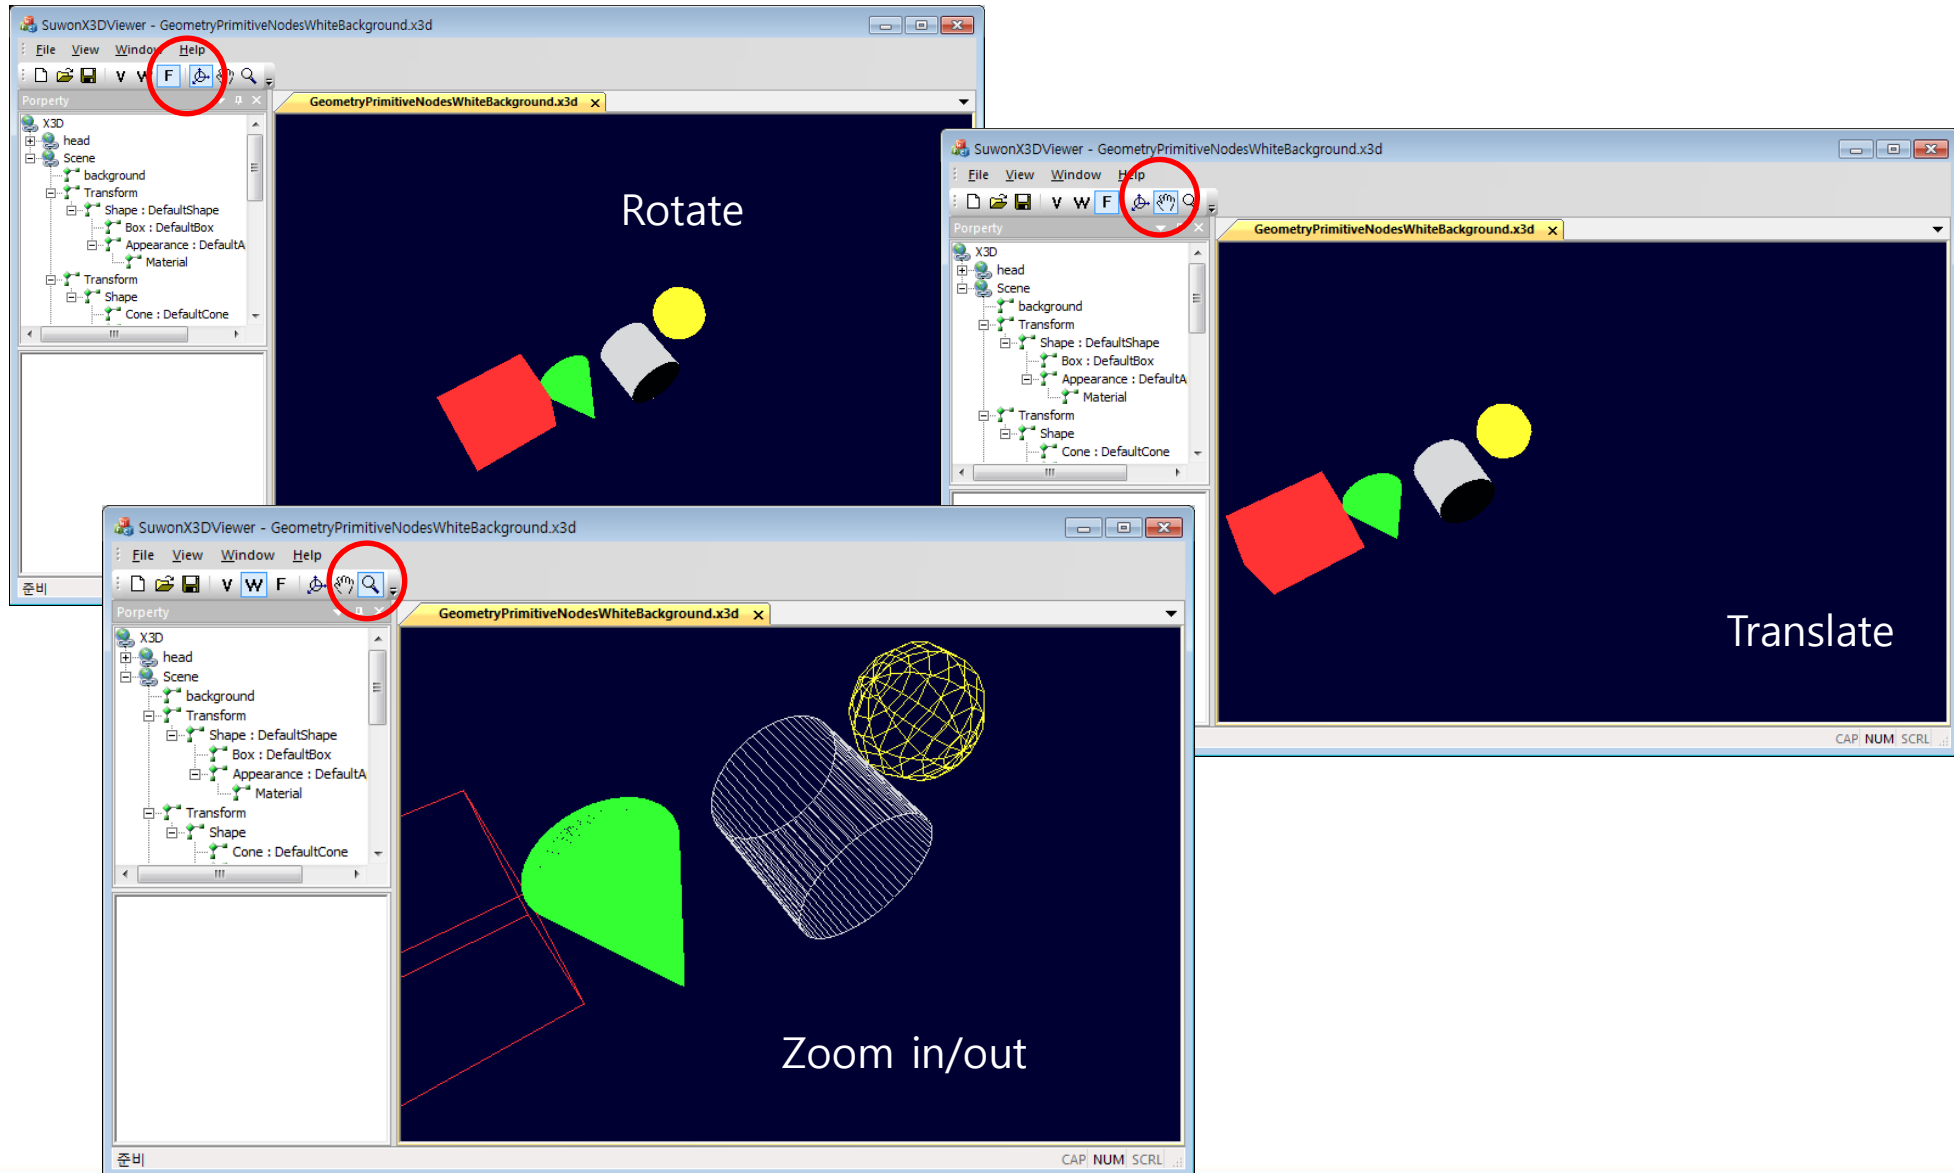 SuwonX3DViewer - GeometryPrimitiveNodesWhiteBackground.x3d
File View Window Help
V W F
Porperty
GeometryPrimitiveNodesWhiteBackground.x3d
X3D
head
Scene
background
Transform
Shape : DefaultShape
Box : DefaultBox
Appearance : DefaultA
Material
Transform
Shape
Cone : DefaultCone
Rotate
준비
SuwonX3DViewer - GeometryPrimitiveNodesWhiteBackground.x3d
File View Window Help
V W F
Porperty
GeometryPrimitiveNodesWhiteBackground.x3d
X3D
head
Scene
background
Transform
Shape : DefaultShape
Box : DefaultBox
Appearance : DefaultA
Material
Transform
Shape
Cone : DefaultCone
Translate
CAP NUM SCRL
SuwonX3DViewer - GeometryPrimitiveNodesWhiteBackground.x3d
File View Window Help
V W F
Porperty
GeometryPrimitiveNodesWhiteBackground.x3d
X3D
head
Scene
background
Transform
Shape : DefaultShape
Box : DefaultBox
Appearance : DefaultA
Material
Transform
Shape
Cone : DefaultCone
Zoom in/out
준비
CAP NUM SCRL